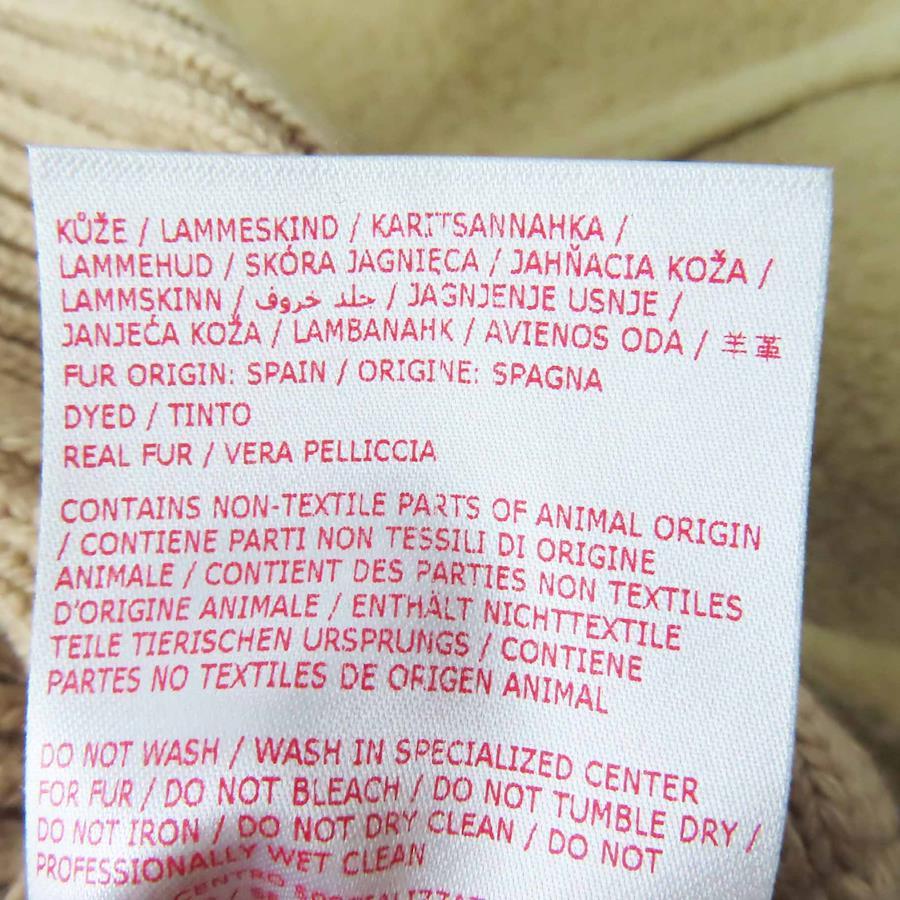 KŮŽE / LAMMESKIND / KARITSANNAHKA /
LAMMEHUD / SKÓRA JAGNIĘCA / JAHŇACIA KOŽA /
LAMMSKINN / جلد خروف / JAGNJENJE USNJE /
JANJEĆA KOŽA / LAMBANAHK / AVIENOS ODA / 羊革
FUR ORIGIN: SPAIN / ORIGINE: SPAGNA
DYED / TINTO
REAL FUR / VERA PELLICCIA
CONTAINS NON-TEXTILE PARTS OF ANIMAL ORIGIN
/ CONTIENE PARTI NON TESSILI DI ORIGINE
ANIMALE / CONTIENT DES PARTIES NON TEXTILES
D'ORIGINE ANIMALE / ENTHÄLT NICHTTEXTILE
TEILE TIERISCHEN URSPRUNGS / CONTIENE
PARTES NO TEXTILES DE ORIGEN ANIMAL
DO NOT WASH / WASH IN SPECIALIZED CENTER
FOR FUR / DO NOT BLEACH / DO NOT TUMBLE DRY /
DO NOT IRON / DO NOT DRY CLEAN / DO NOT
PROFESSIONALLY WET CLEAN
CENTRO